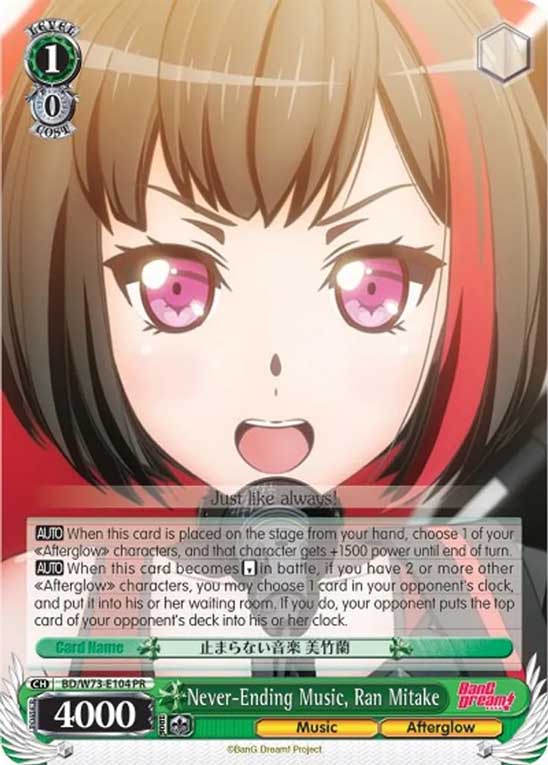 LEVEL
1
0
COST
Just like always!
AUTO When this card is placed on the stage from your hand, choose 1 of your
«Afterglow» characters, and that character gets +1500 power until end of turn.
AUTO When this card becomes in battle, if you have 2 or more other
«Afterglow» characters, you may choose 1 card in your opponent's clock,
and put it into his or her waiting room. If you do, your opponent puts the top
card of your opponent's deck into his or her clock.
Card Name 止まらない音楽 美竹蘭
CH BD/W73-E104 PR
Never-Ending Music, Ran Mitake
BanG Dream!
POWER 4000 SOUL
Music Afterglow
©BanG Dream! Project